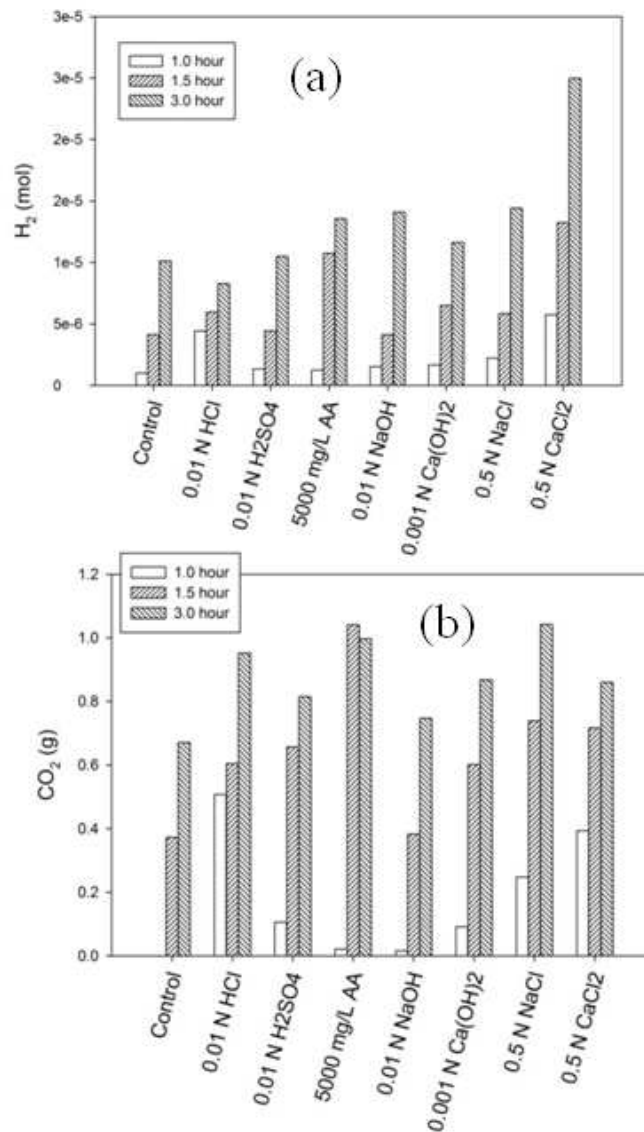 3e-5
1.0 hour
1.5 hour
3.0 hour
(a)
3e-5
2e-5
2e-5
1e-5
5e-6
0
H2 (mol)
Control
0.01 N HCl
0.01 N H2SO4
5000 mg/L AA
0.01 N NaOH
0.001 N Ca(OH)2
0.5 N NaCl
0.5 N CaCl2
1.0 hour
1.5 hour
3.0 hour
(b)
1.2
1.0
0.8
0.6
0.4
0.2
0.0
CO2 (g)
Control
0.01 N HCl
0.01 N H2SO4
5000 mg/L AA
0.01 N NaOH
0.001 N Ca(OH)2
0.5 N NaCl
0.5 N CaCl2